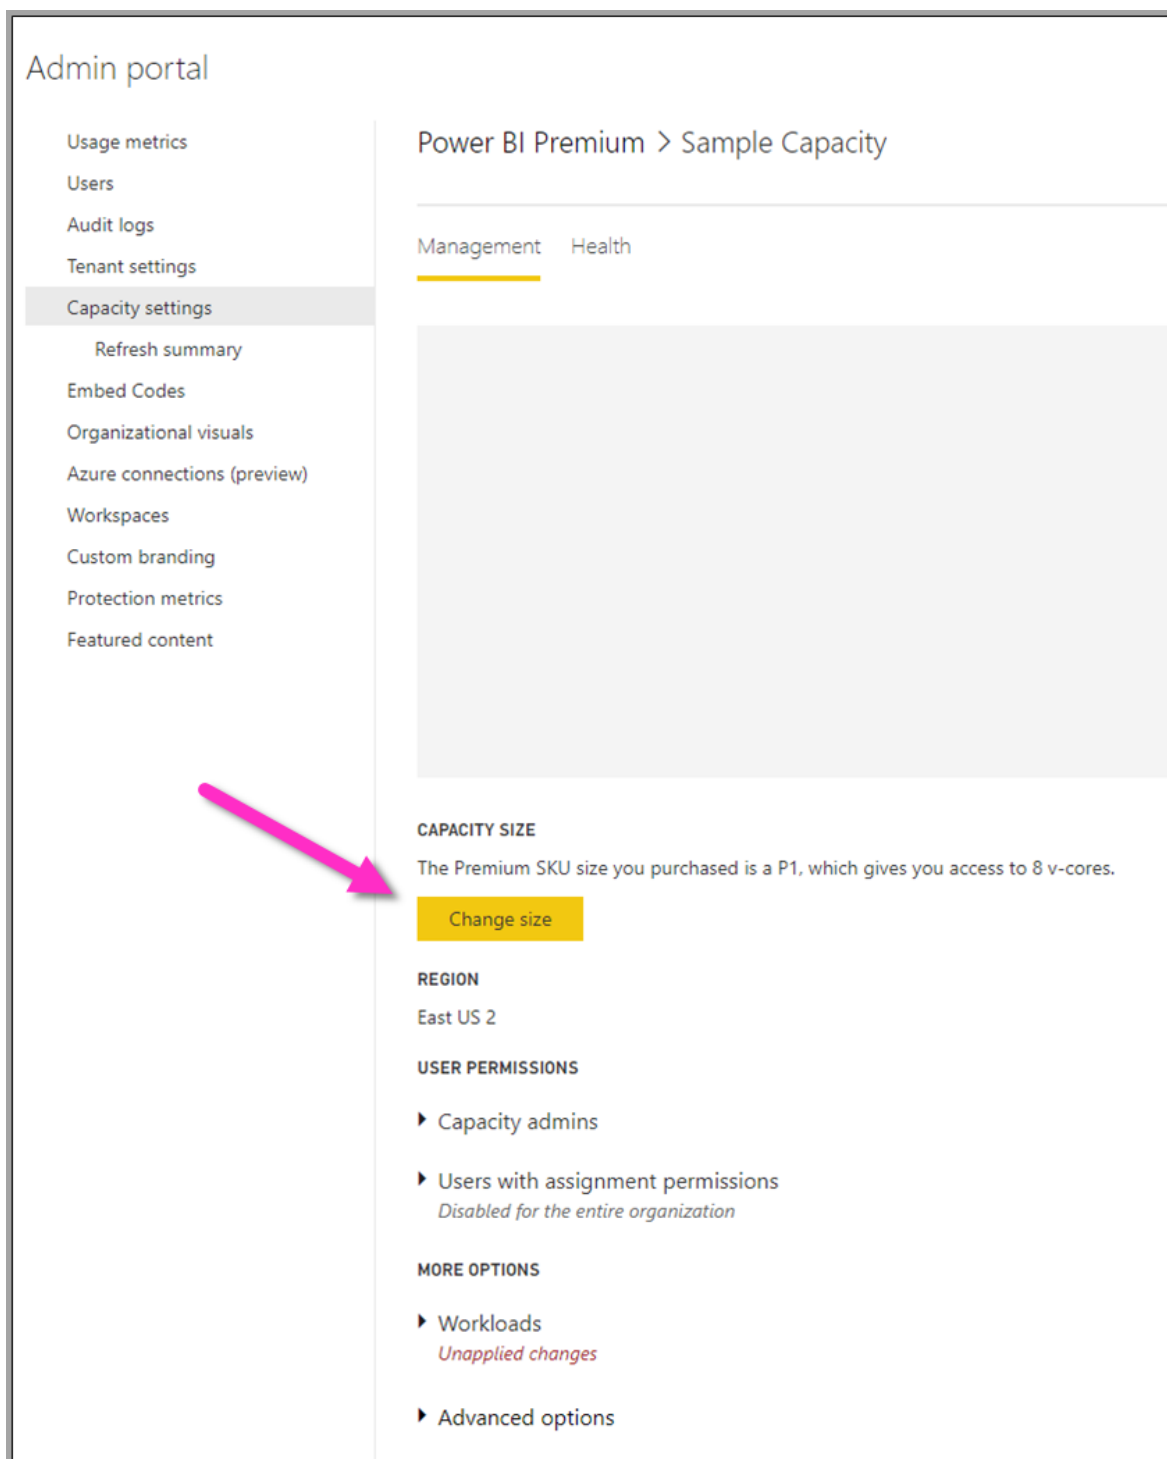 Admin portal
Usage metrics
Users
Audit logs
Tenant settings
Capacity settings
Refresh summary
Embed Codes
Organizational visuals
Azure connections (preview)
Workspaces
Custom branding
Protection metrics
Featured content
Power BI Premium > Sample Capacity
Management Health
CAPACITY SIZE
The Premium SKU size you purchased is a P1, which gives you access to 8 v-cores.
Change size
REGION
East US 2
USER PERMISSIONS
Capacity admins
Users with assignment permissions
Disabled for the entire organization
MORE OPTIONS
Workloads
Unapplied changes
Advanced options